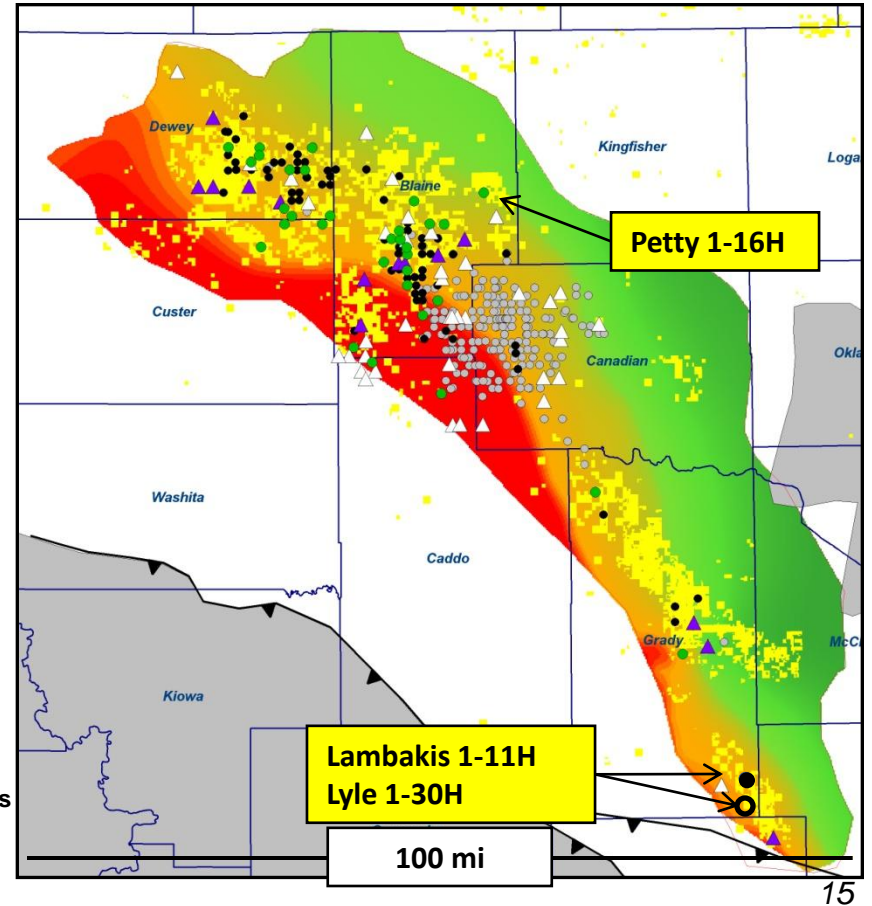 Dewey
Kingfisher
Loga
Blaine
Petty 1-16H
Custer
Canadian
Okla
Washita
Caddo
Grady
McCl
Kiowa
Lambakis 1-11H
Lyle 1-30H
s
100 mi
15